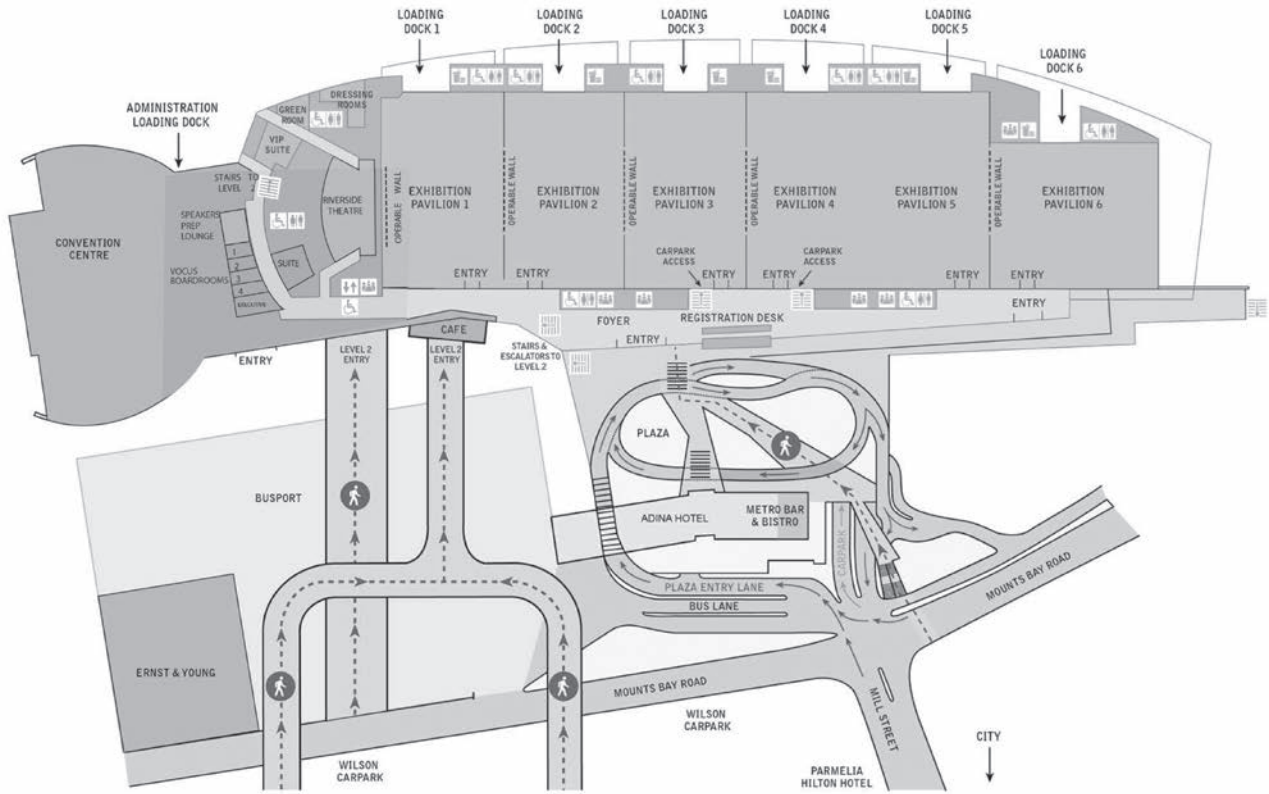 LOADING
DOCK 1
LOADING
DOCK 2
LOADING
DOCK 3
LOADING
DOCK 4
LOADING
DOCK 5
LOADING
DOCK 6
ADMINISTRATION
LOADING DOCK
DRESSING
ROOMS
GREEN
ROOM
VIP
SUITE
STAIRS TO
LEVEL 2
SPEAKERS
PREP
LOUNGE
RIVERSIDE
THEATRE
OPERABLE WALL
EXHIBITION
PAVILION 1
OPERABLE WALL
EXHIBITION
PAVILION 2
OPERABLE WALL
EXHIBITION
PAVILION 3
OPERABLE WALL
EXHIBITION
PAVILION 4
EXHIBITION
PAVILION 5
OPERABLE WALL
EXHIBITION
PAVILION 6
CONVENTION
CENTRE
VOCUS
BOARDROOMS
1
2
3
4
SUITE
CARPARK
ACCESS
CARPARK
ACCESS
ENTRY
ENTRY
ENTRY
ENTRY
ENTRY
ENTRY
ENTRY
FOYER
REGISTRATION DESK
CAFE
ENTRY
ENTRY
LEVEL 2
ENTRY
LEVEL 2
ENTRY
STAIRS &
ESCALATORS TO
LEVEL 2
PLAZA
BUSPORT
ADINA HOTEL
METRO BAR
& BISTRO
CARPARK
PLAZA ENTRY LANE
BUS LANE
MOUNTS BAY ROAD
ERNST & YOUNG
MOUNTS BAY ROAD
MILL STREET
WILSON
CARPARK
WILSON
CARPARK
PARMELIA
HILTON HOTEL
CITY